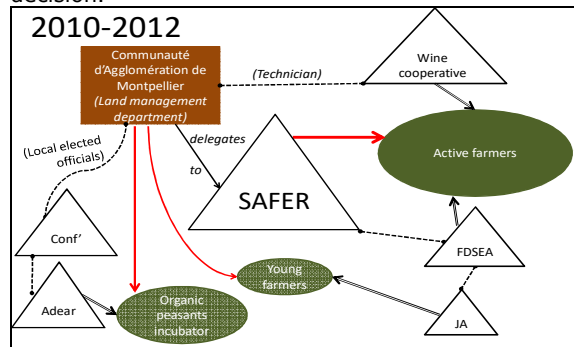 decision.
2010-2012
Communauté
d'Agglomération de
Montpellier
(Land management
department)
(Technician)
Wine
cooperative
(Local elected
officials)
delegates
to
Active farmers
SAFER
Conf'
FDSEA
Young
farmers
Adear
Organic
peasants
incubator
JA